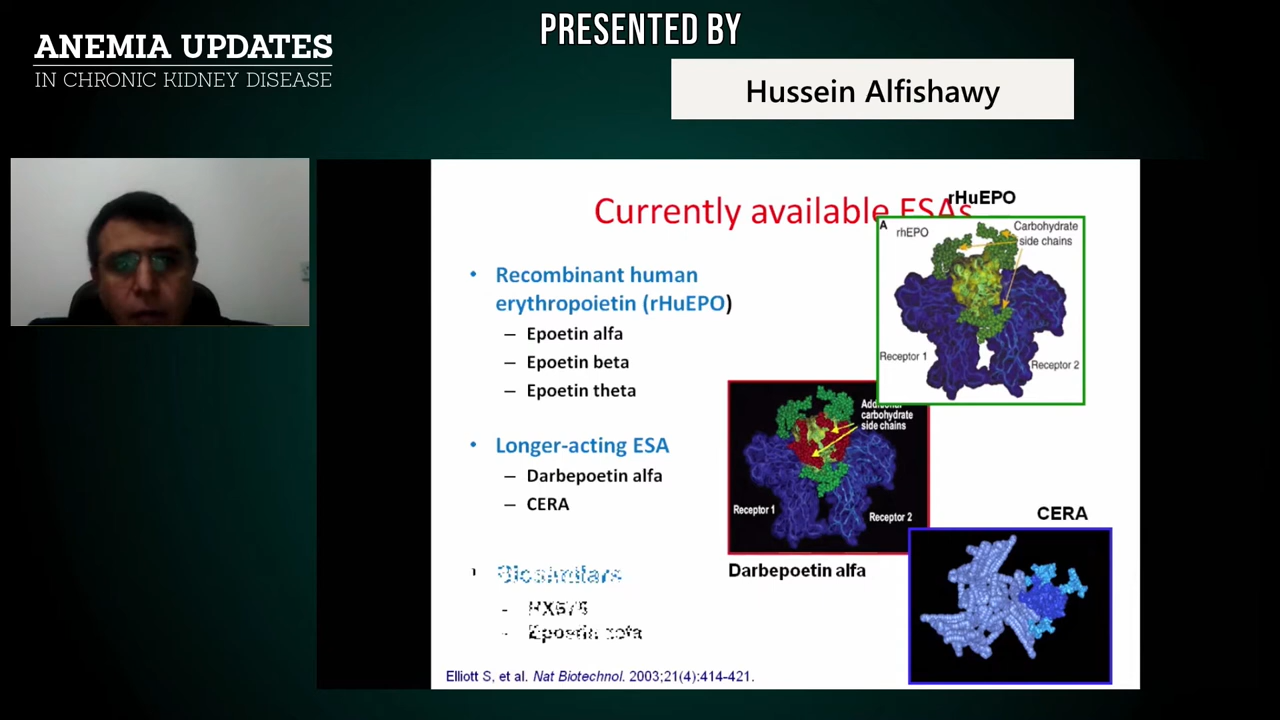 ANEMIA UPDATES
IN CHRONIC KIDNEY DISEASE
PRESENTED BY
Hussein Alfishawy
Currently available ESAs
• Recombinant human
erythropoietin (rHuEPO)
– Epoetin alfa
– Epoetin beta
– Epoetin theta
• Longer-acting ESA
– Darbepoetin alfa
– CERA
Biosimilars
Elliott S, et al. Nat Biotechnol. 2003;21(4):414-421.
rHuEPO
A
rhEPO
Carbohydrate
side chains
Receptor 1
Receptor 2
Additional
carbohydrate
side chains
Receptor 1
Receptor 2
Darbepoetin alfa
CERA